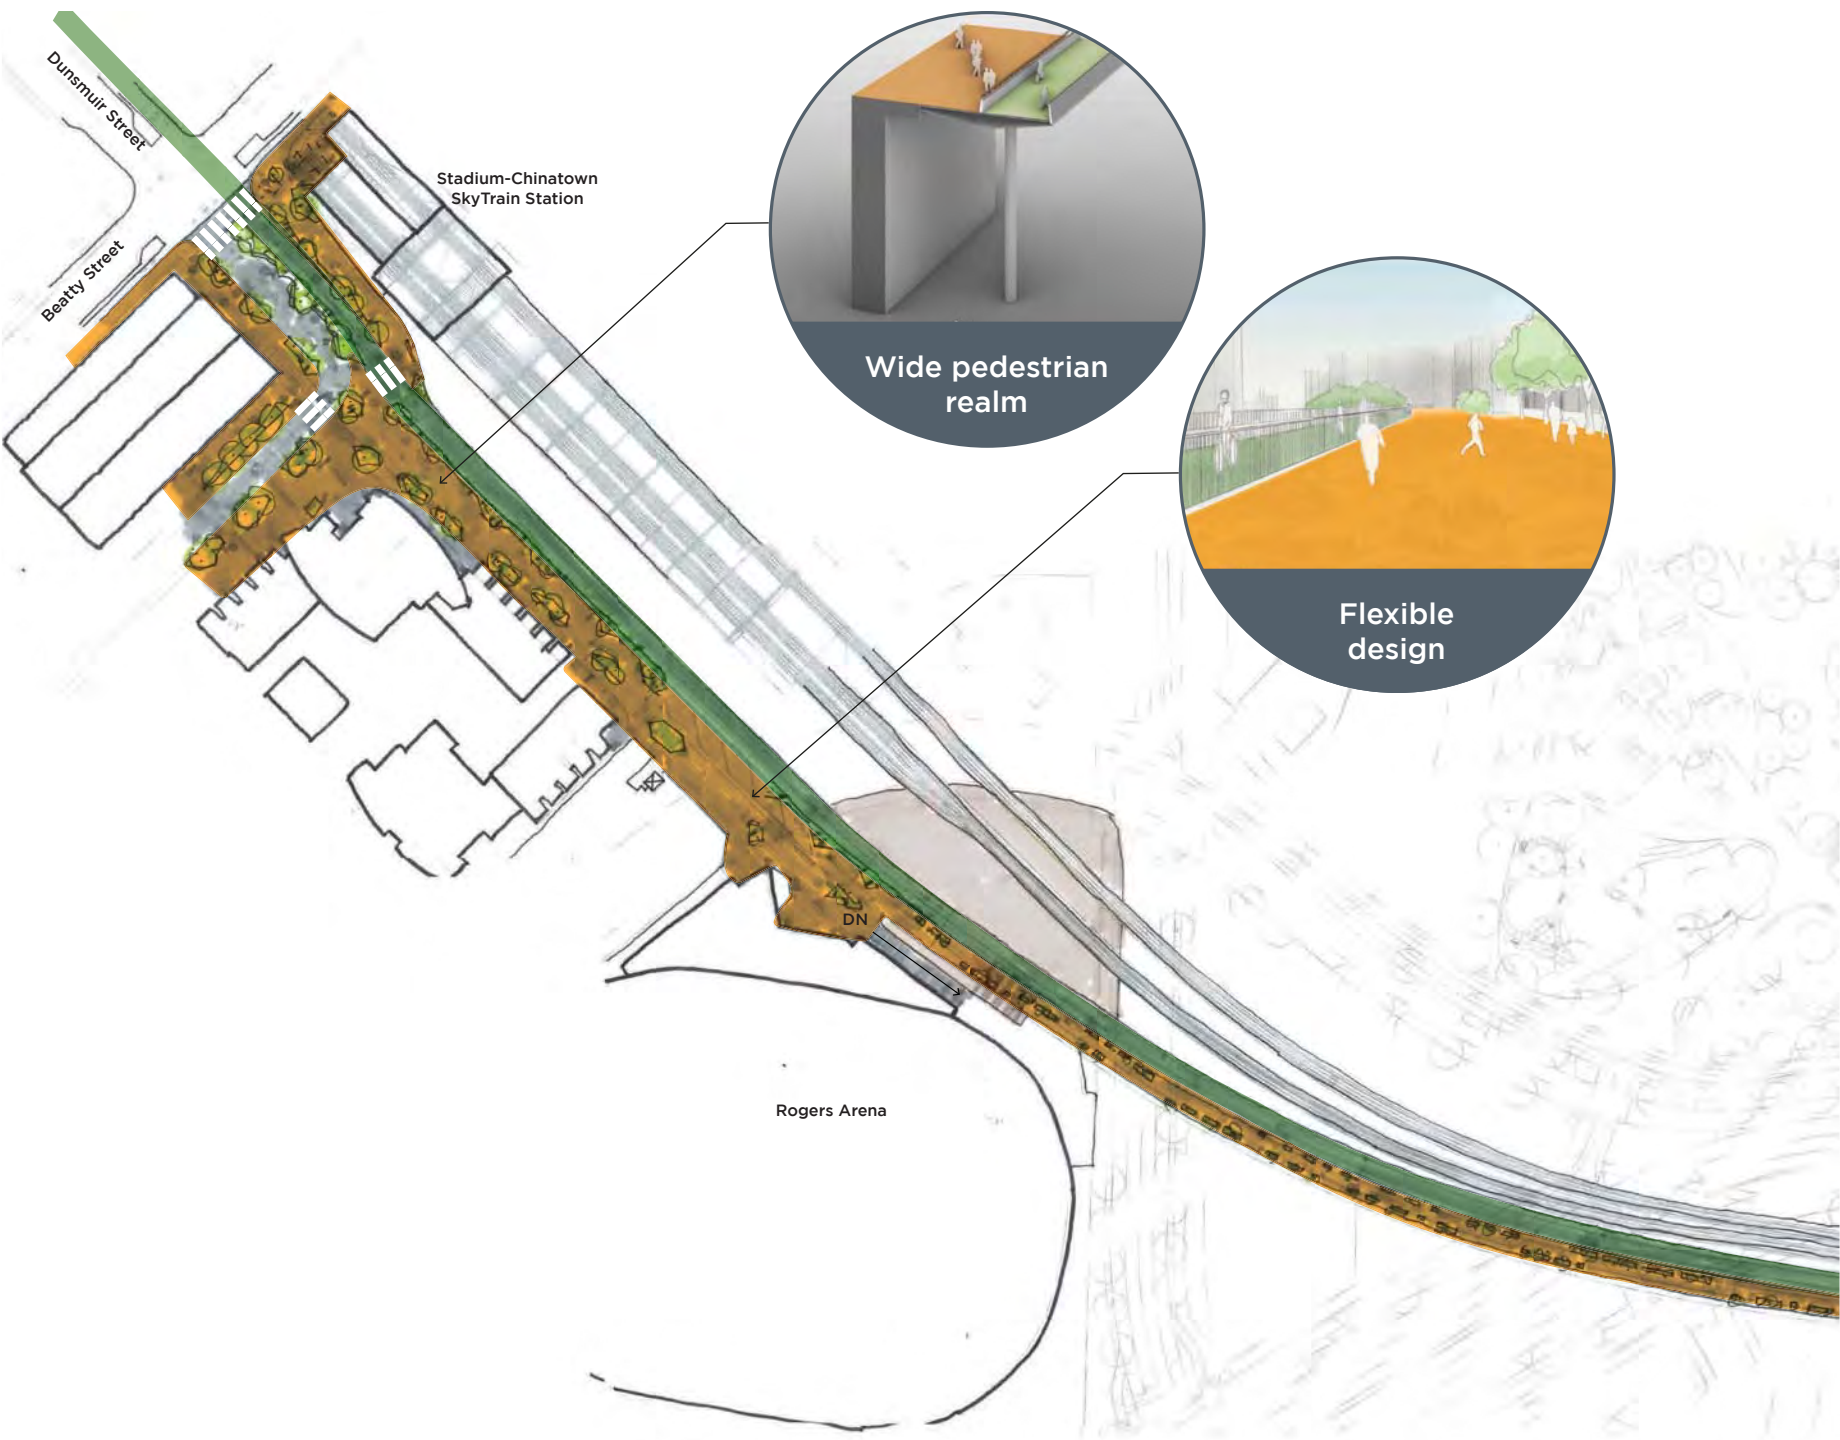 Dunsmuir Street
Stadium-Chinatown
SkyTrain Station
Beatty Street
Wide pedestrian
realm
Flexible
design
DN
Rogers Arena